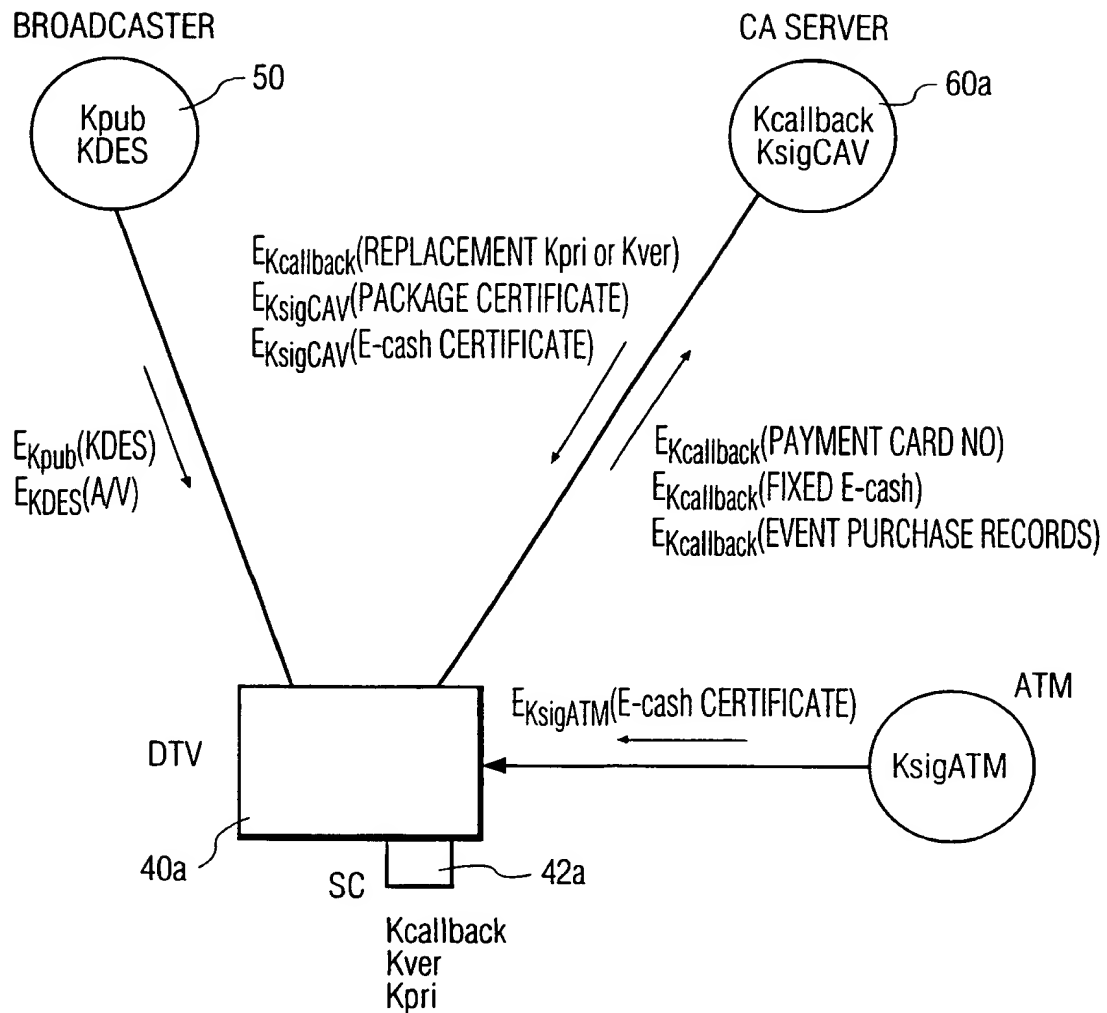 BROADCASTER
50
Kpub
KDES
CA SERVER
60a
Kcallback
KsigCAV
EKcallback(REPLACEMENT Kpri or Kver)
EKsigCAV(PACKAGE CERTIFICATE)
EKsigCAV(E-cash CERTIFICATE)
EKpub(KDES)
EKDES(A/V)
EKcallback(PAYMENT CARD NO)
EKcallback(FIXED E-cash)
EKcallback(EVENT PURCHASE RECORDS)
DTV
40a
EKsigATM(E-cash CERTIFICATE)
ATM
KsigATM
SC
42a
Kcallback
Kver
Kpri